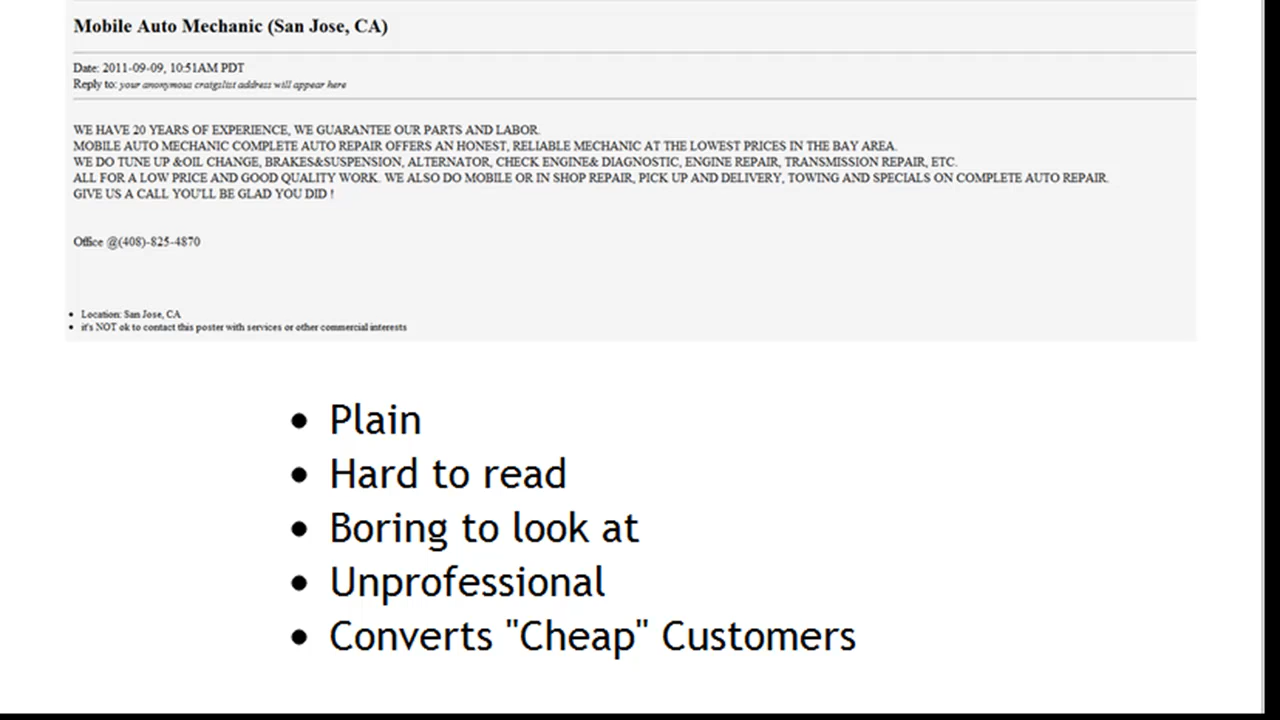 Mobile Auto Mechanic (San Jose, CA)
Date: 2011-09-09, 10:51AM PDT
Reply to: your anonymous craigslist address will appear here
WE HAVE 20 YEARS OF EXPERIENCE, WE GUARANTEE OUR PARTS AND LABOR.
MOBILE AUTO MECHANIC COMPLETE AUTO REPAIR OFFERS AN HONEST, RELIABLE MECHANIC AT THE LOWEST PRICES IN THE BAY AREA.
WE DO TUNE UP &OIL CHANGE, BRAKES&SUSPENSION, ALTERNATOR, CHECK ENGINE& DIAGNOSTIC, ENGINE REPAIR, TRANSMISSION REPAIR, ETC.
ALL FOR A LOW PRICE AND GOOD QUALITY WORK. WE ALSO DO MOBILE OR IN SHOP REPAIR, PICK UP AND DELIVERY, TOWING AND SPECIALS ON COMPLETE AUTO REPAIR.
GIVE US A CALL YOU'LL BE GLAD YOU DID !
Office @(408)-825-4870
• Location: San Jose, CA
• it's NOT ok to contact this poster with services or other commercial interests
• Plain
• Hard to read
• Boring to look at
• Unprofessional
• Converts "Cheap" Customers